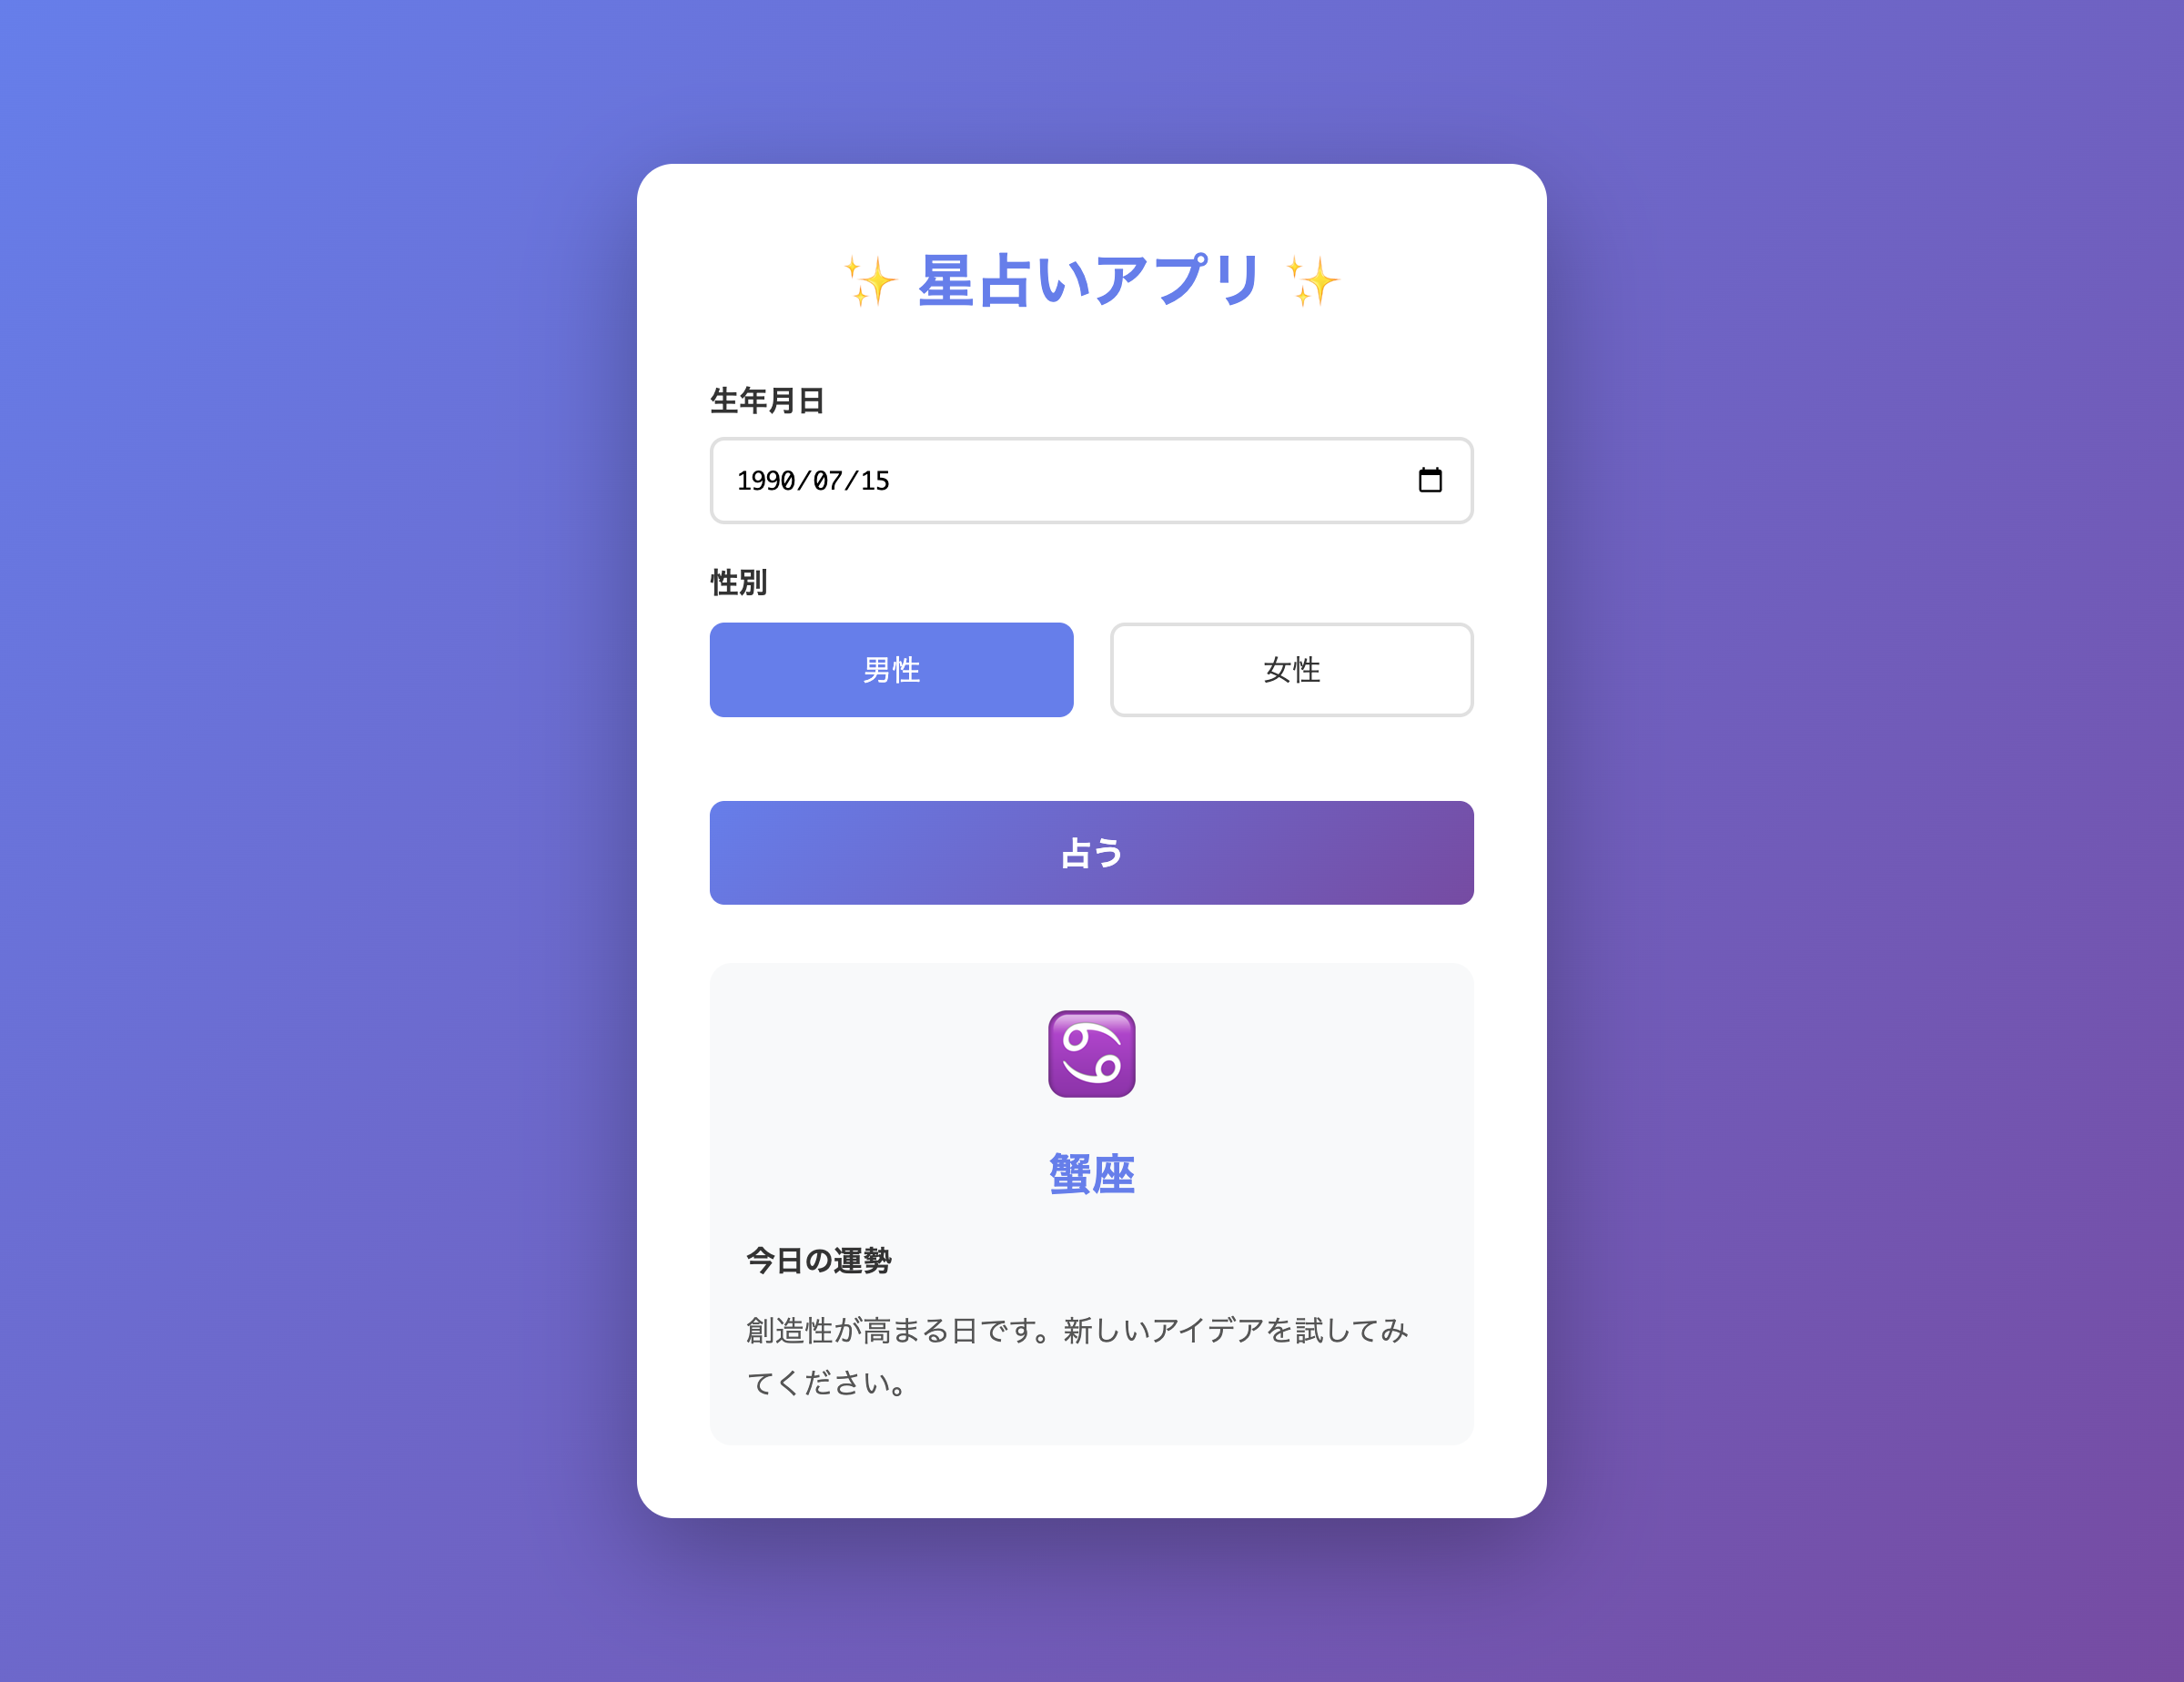 ✨ 星占いアプリ ✨
生年月日
1990/07/15
性別
男性
女性
占う
♋
蟹座
今日の運勢
創造性が高まる日です。新しいアイデアを試してみ
てください。